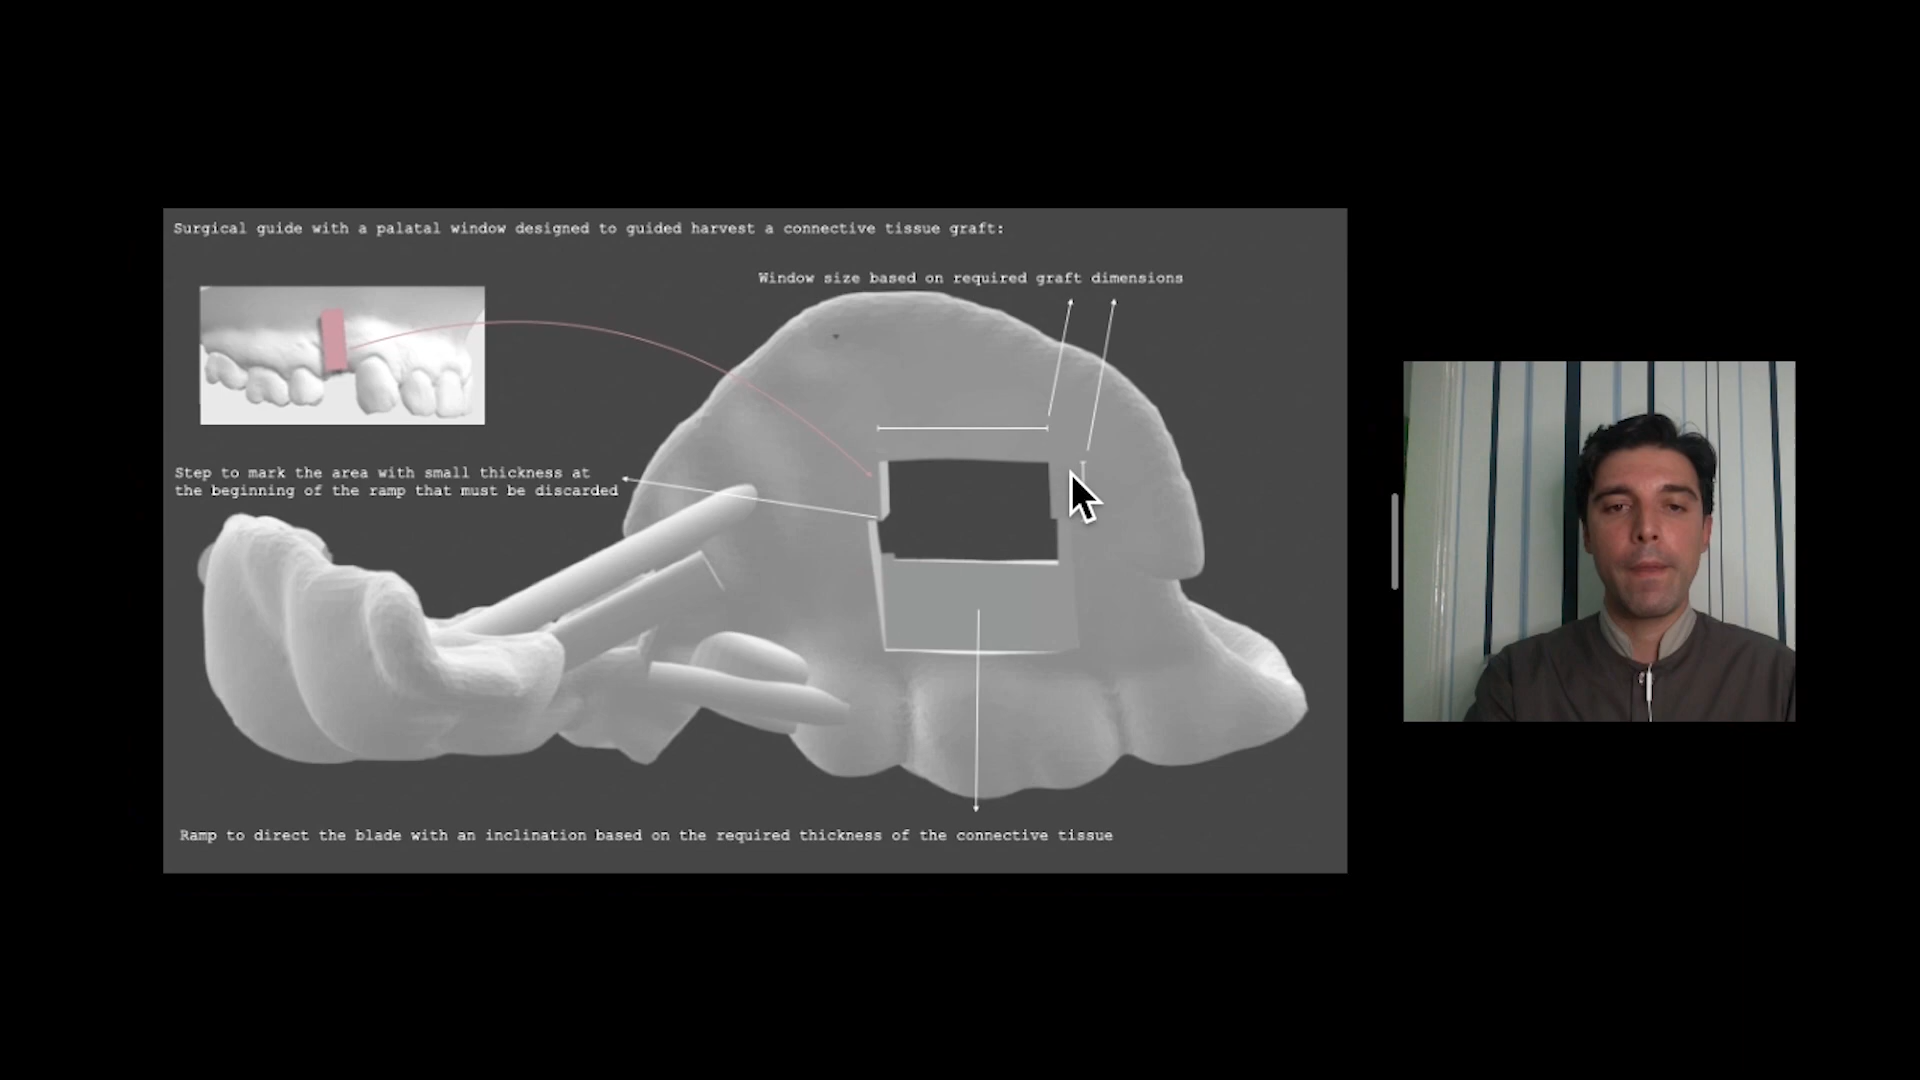 Surgical guide with a palatal window designed to guided harvest a connective tissue graft:
Window size based on required graft dimensions
Step to mark the area with small thickness at
the beginning of the ramp that must be discarded
Ramp to direct the blade with an inclination based on the required thickness of the connective tissue